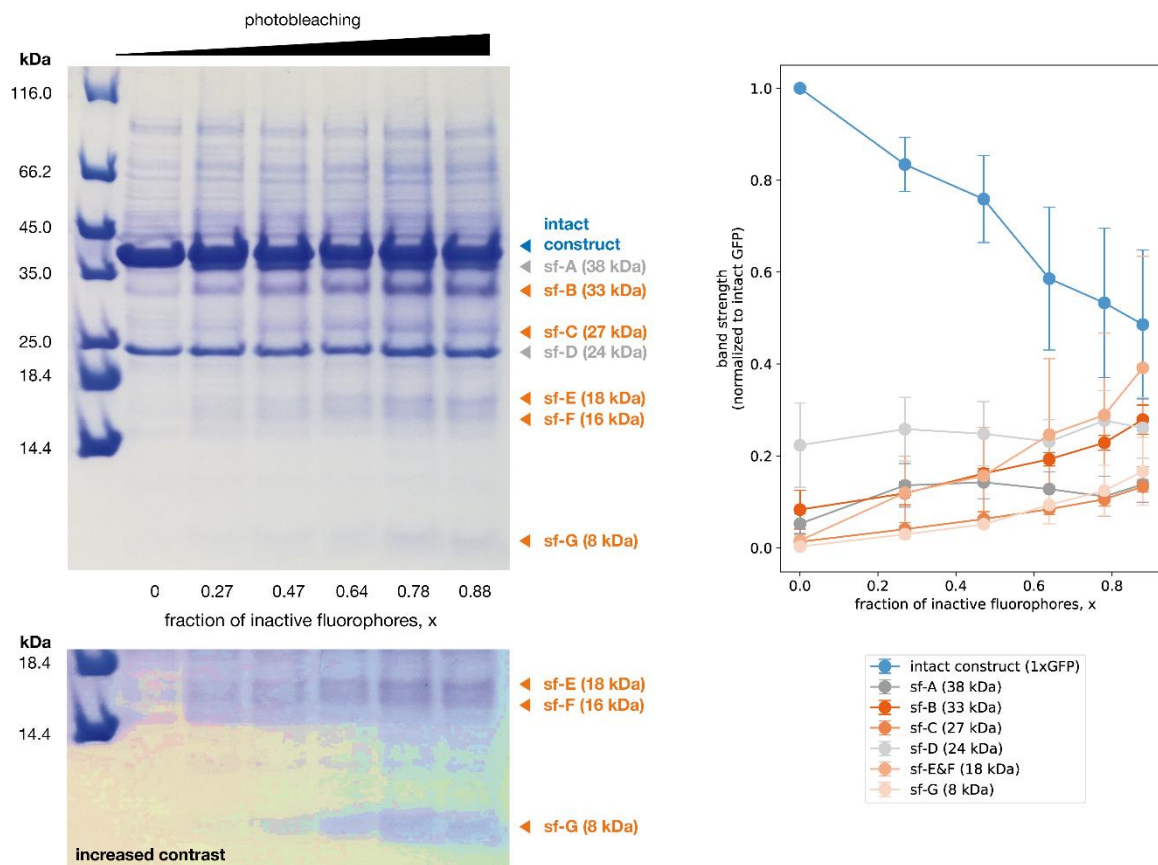 photobleaching
kDa
116.0
66.2
45.0
35.0
25.0
18.4
14.4
intact
construct
sf-A (38 kDa)
sf-B (33 kDa)
sf-C (27 kDa)
sf-D (24 kDa)
sf-E (18 kDa)
sf-F (16 kDa)
sf-G (8 kDa)
0 0.27 0.47 0.64 0.78 0.88
fraction of inactive fluorophores, x
kDa
18.4
14.4
sf-E (18 kDa)
sf-F (16 kDa)
sf-G (8 kDa)
increased contrast
band strength
(normalized to intact GFP)
1.0
0.8
0.6
0.4
0.2
0.0
0.0 0.2 0.4 0.6 0.8
fraction of inactive fluorophores, x
intact construct (1xGFP)
sf-A (38 kDa)
sf-B (33 kDa)
sf-C (27 kDa)
sf-D (24 kDa)
sf-E&F (18 kDa)
sf-G (8 kDa)